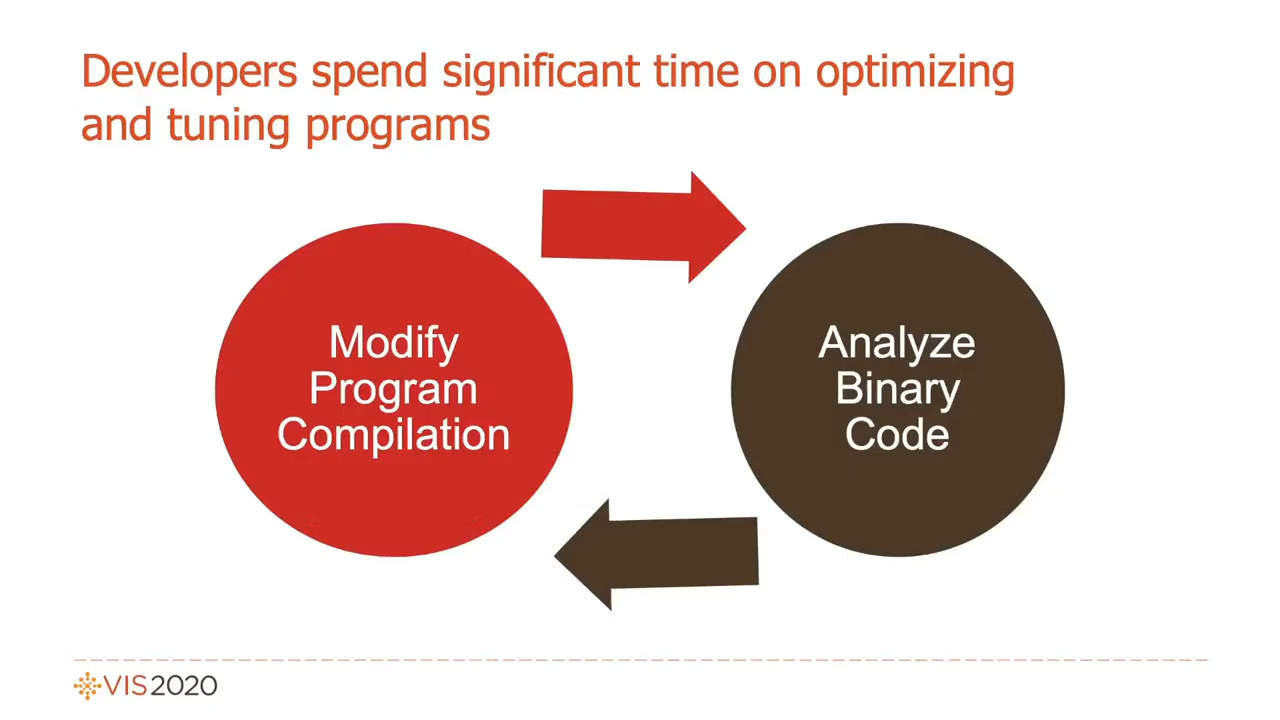 Developers spend significant time on optimizing
and tuning programs
Modify
Program
Compilation
Analyze
Binary
Code
VIS2020